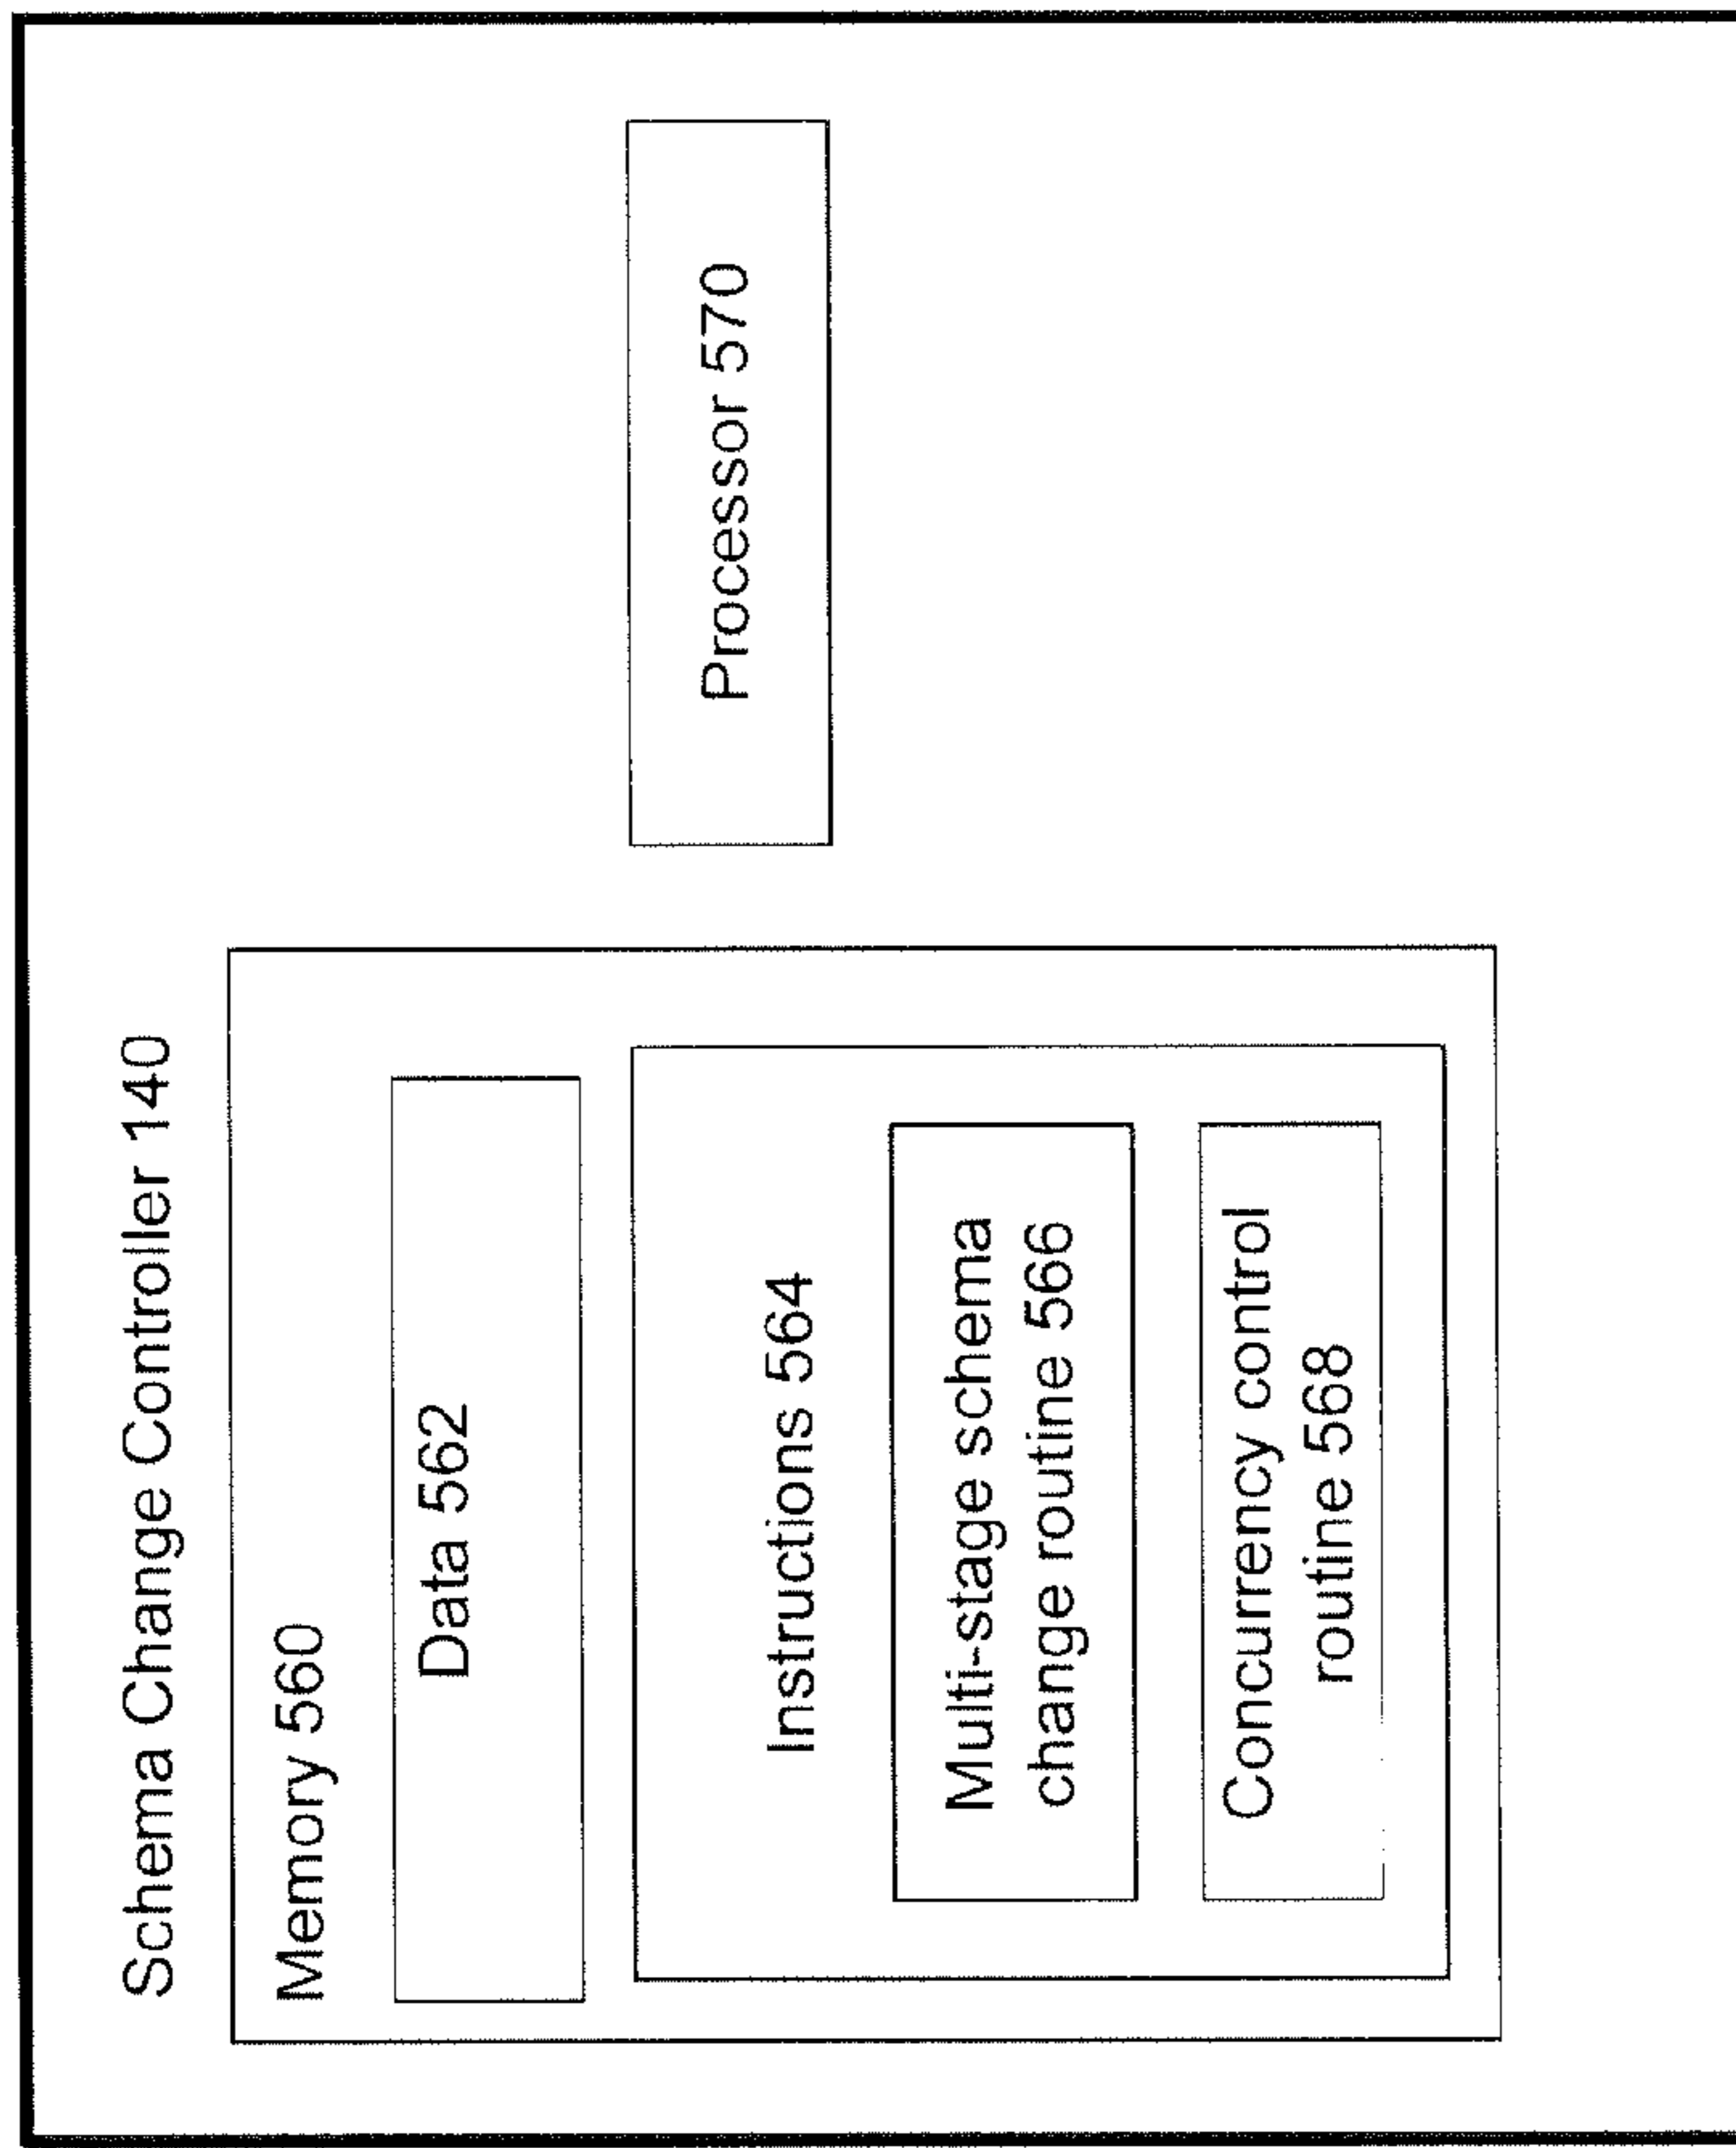 Schema Change Controller 140
Memory 560
Data 562
Instructions 564
Multi-stage schema
change routine 566
Concurrency control
routine 568
Processor 570